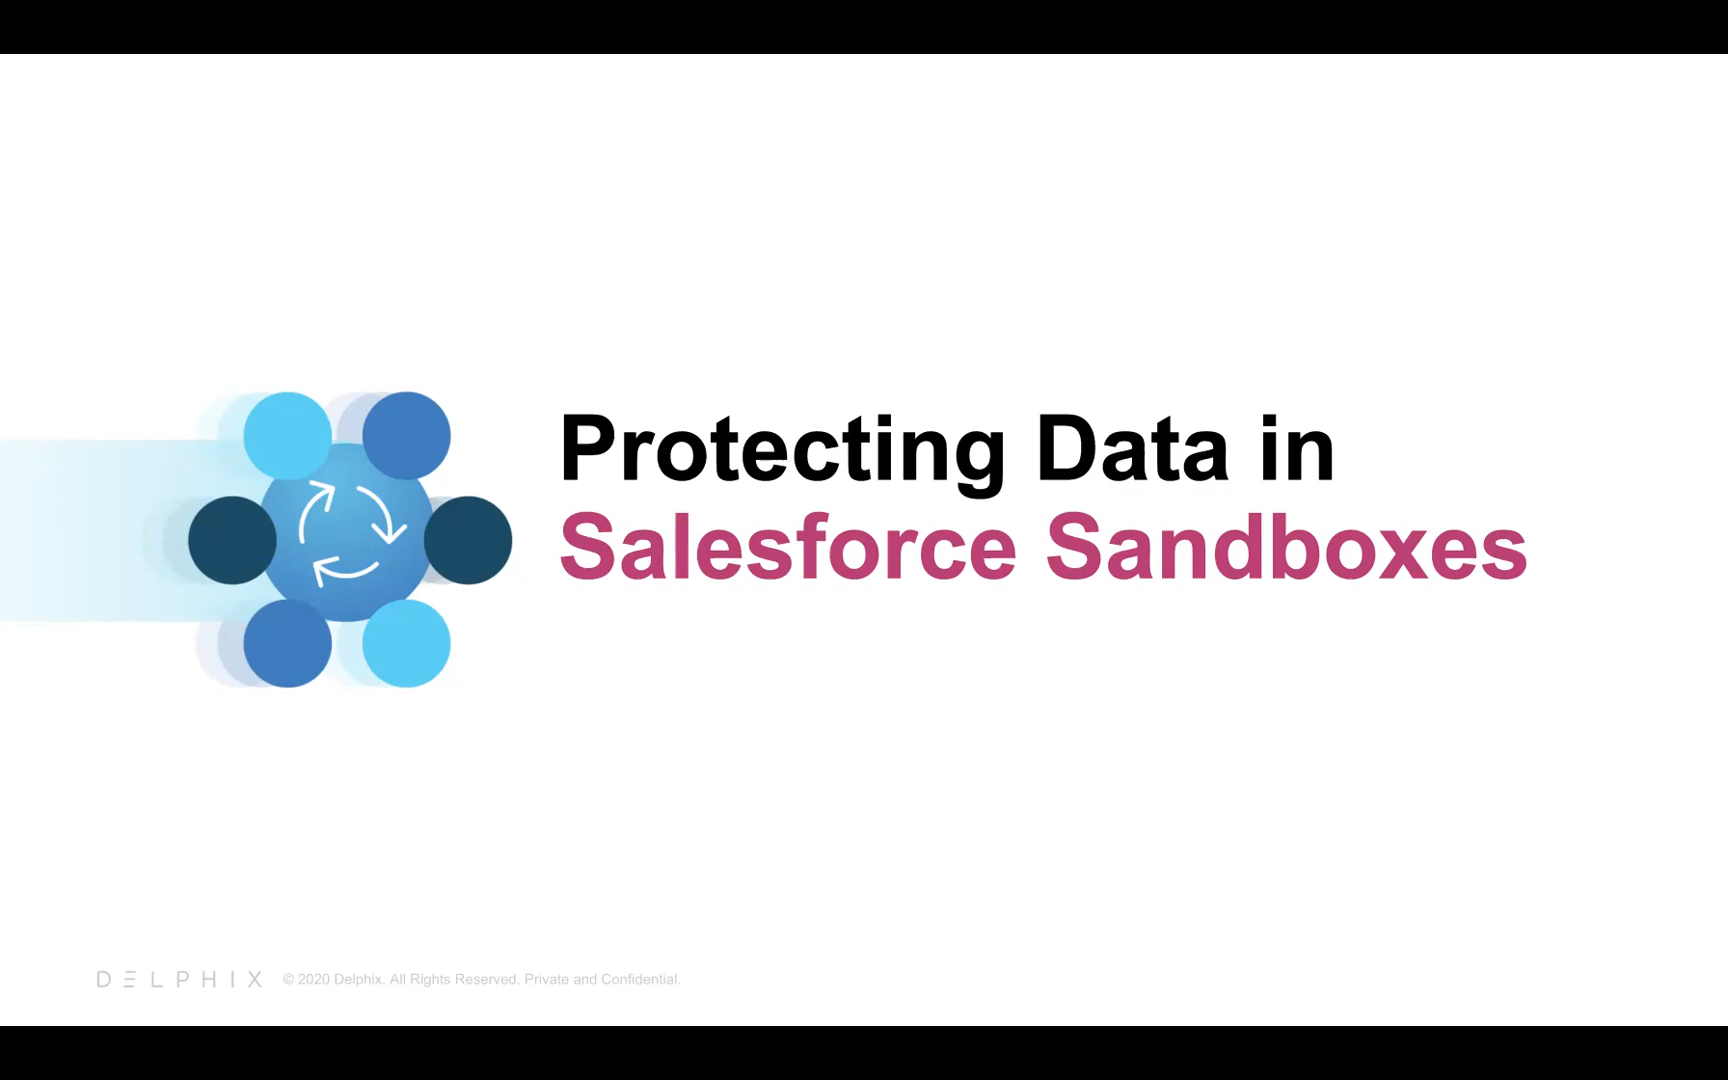 Protecting Data in
Salesforce Sandboxes
DELPHIX © 2020 Delphix. All Rights Reserved. Private and Confidential.